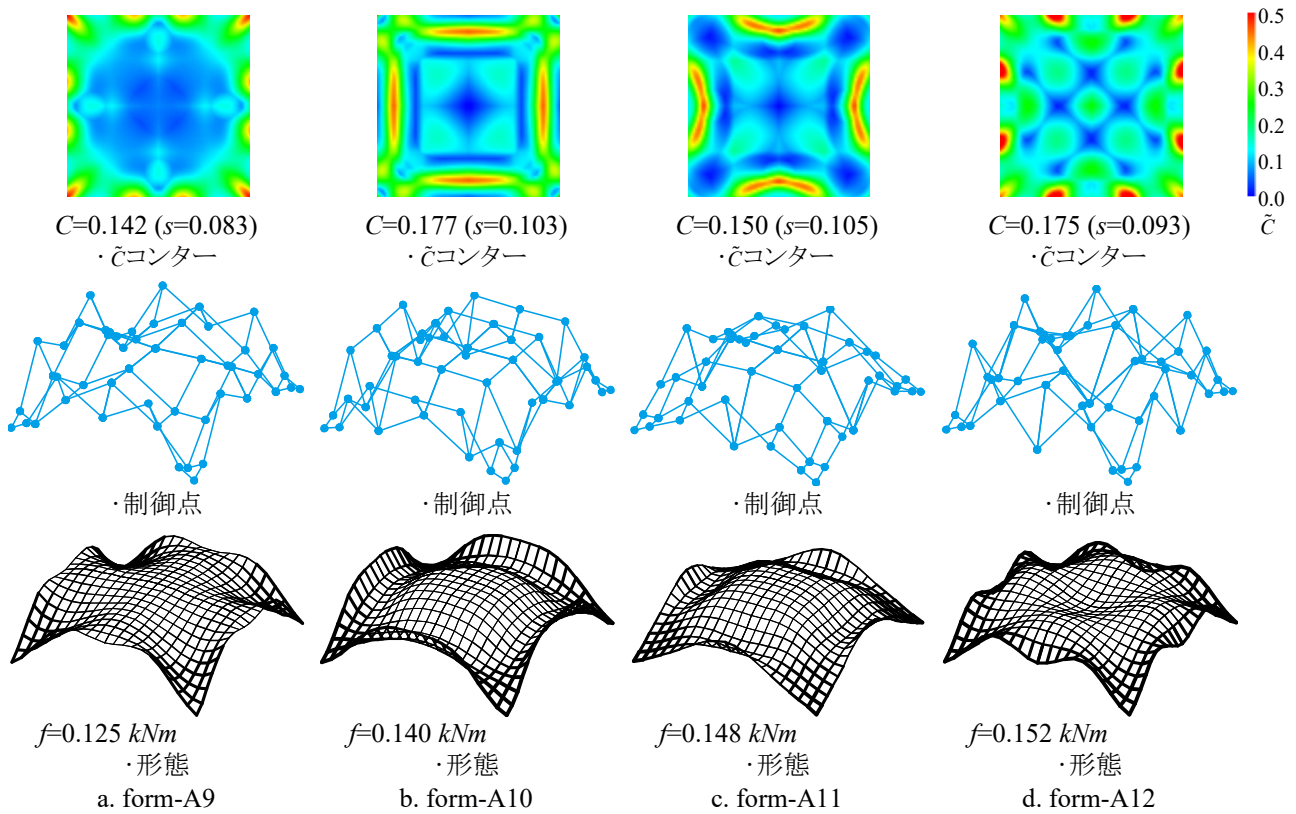 0.5
0.4
0.3
0.2
0.1
0.0
C̃
C=0.142 (s=0.083)
C=0.177 (s=0.103)
C=0.150 (s=0.105)
C=0.175 (s=0.093)
·C̃コンター
·C̃コンター
·C̃コンター
·C̃コンター
·制御点
·制御点
·制御点
·制御点
f=0.125 kNm
f=0.140 kNm
f=0.148 kNm
f=0.152 kNm
·形態
·形態
·形態
·形態
a. form-A9
b. form-A10
c. form-A11
d. form-A12